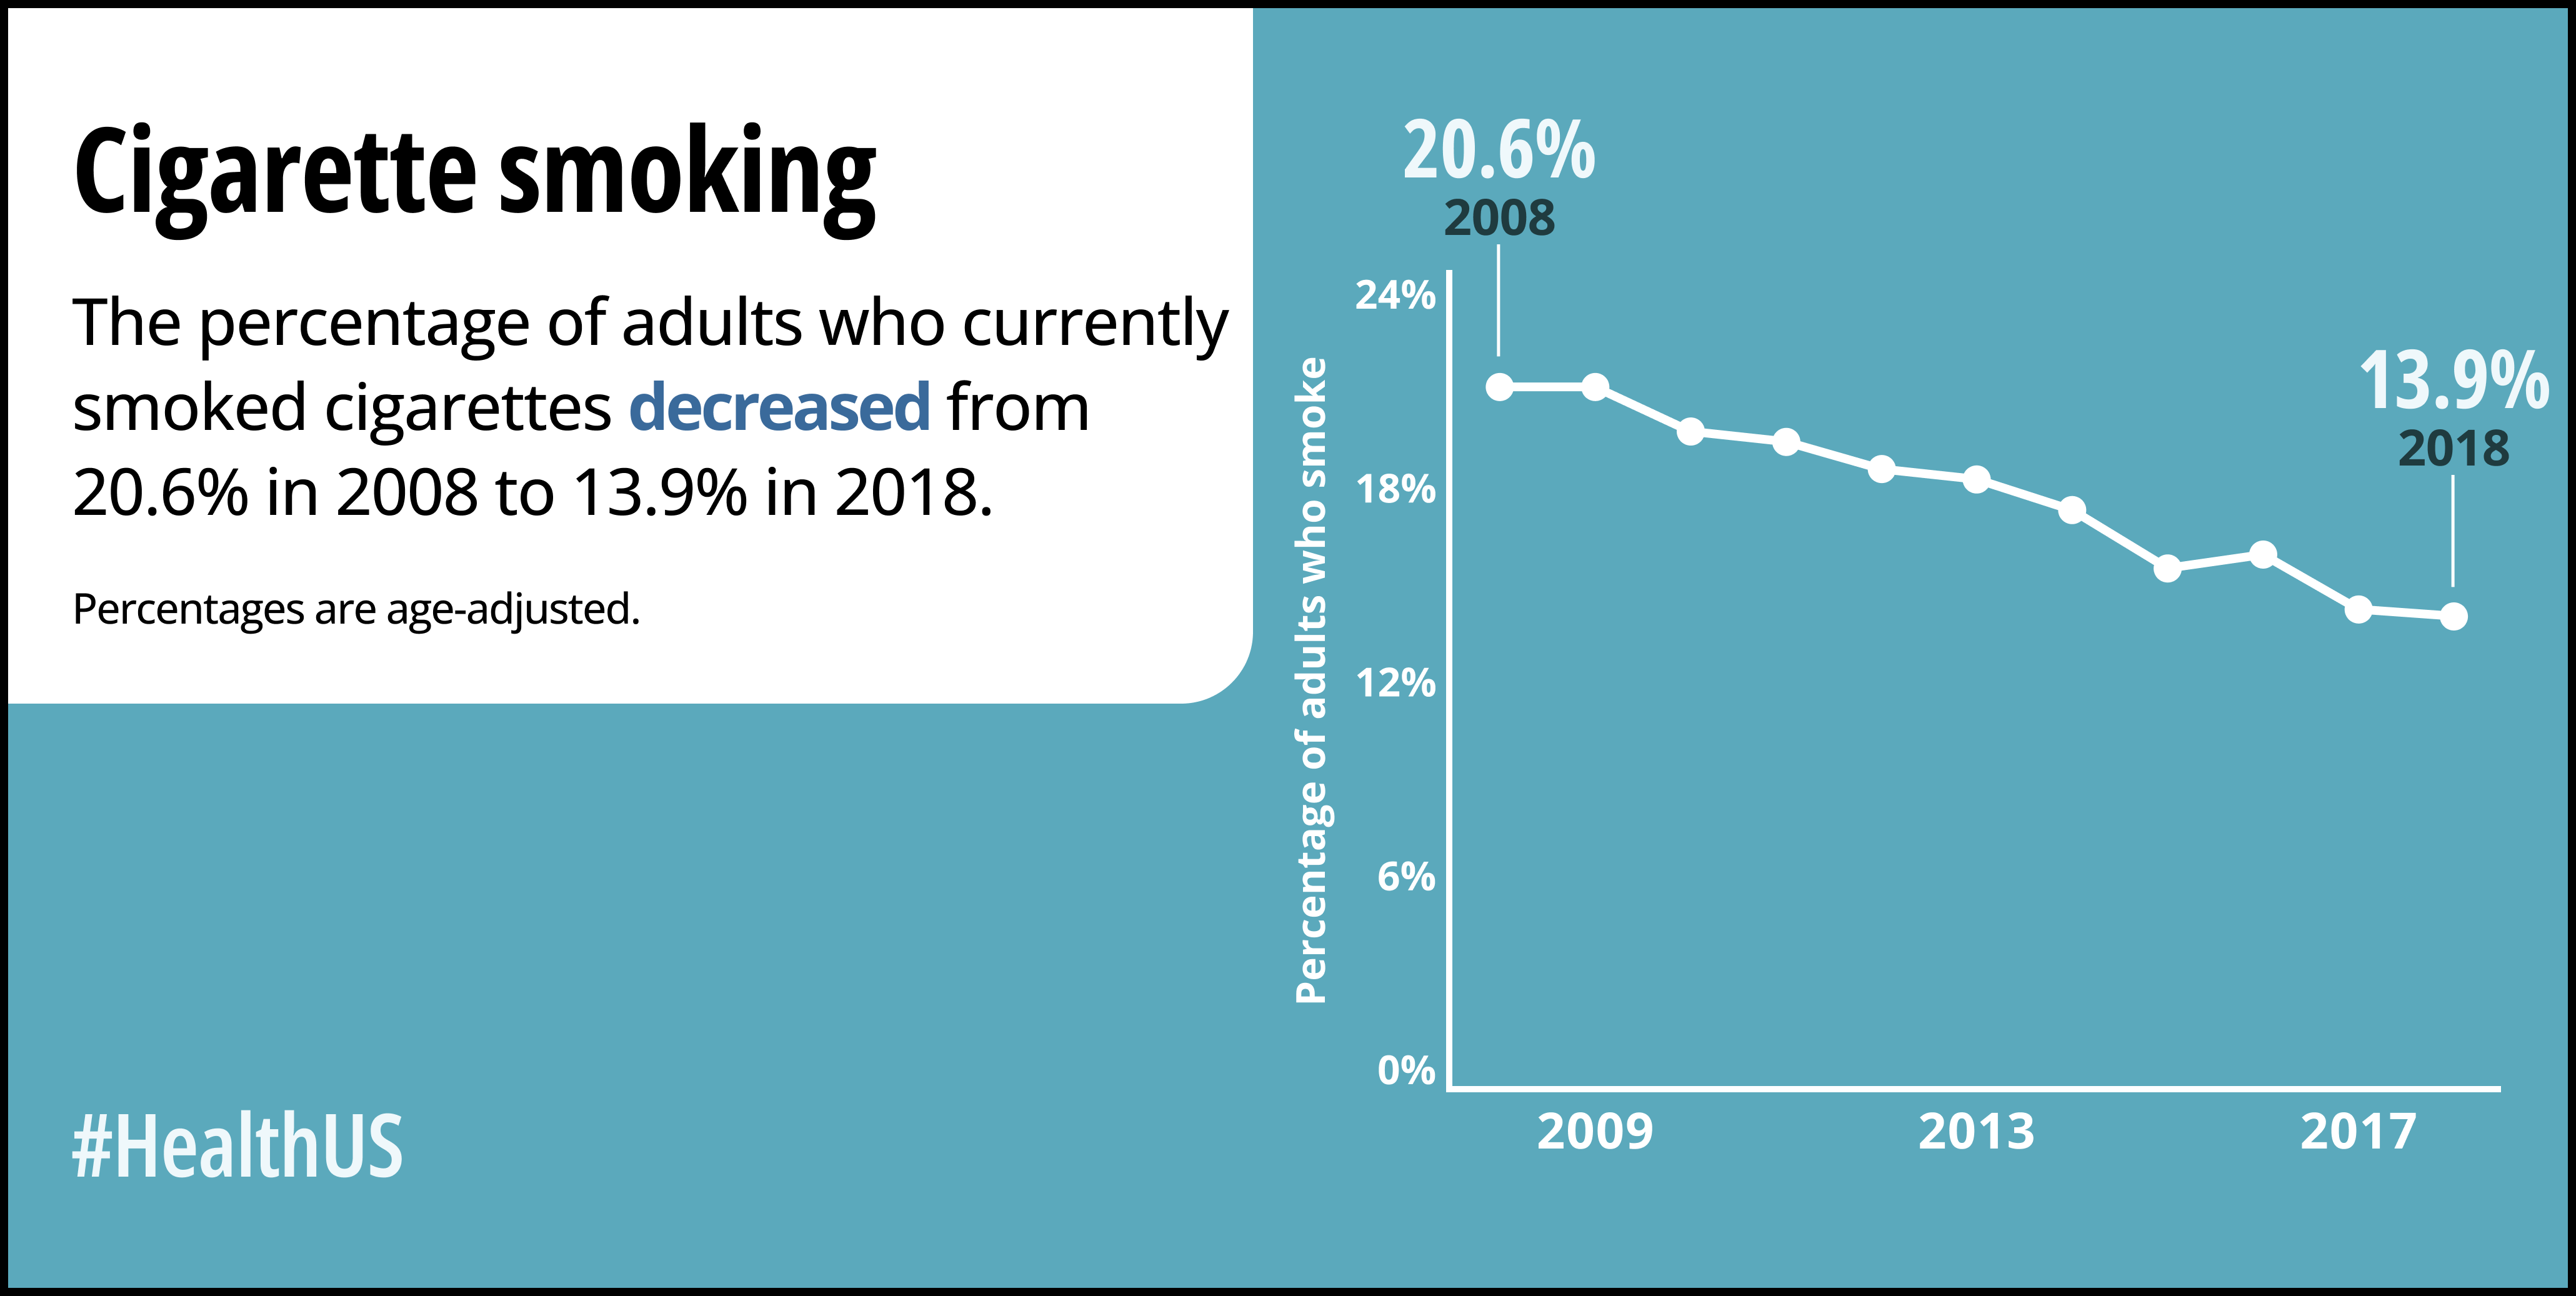 Cigarette smoking
The percentage of adults who currently
smoked cigarettes decreased from
20.6% in 2008 to 13.9% in 2018.
Percentages are age-adjusted.
#HealthUS
20.6%
2008
13.9%
2018
Percentage of adults who smoke
24%
18%
12%
6%
0%
2009 2013 2017